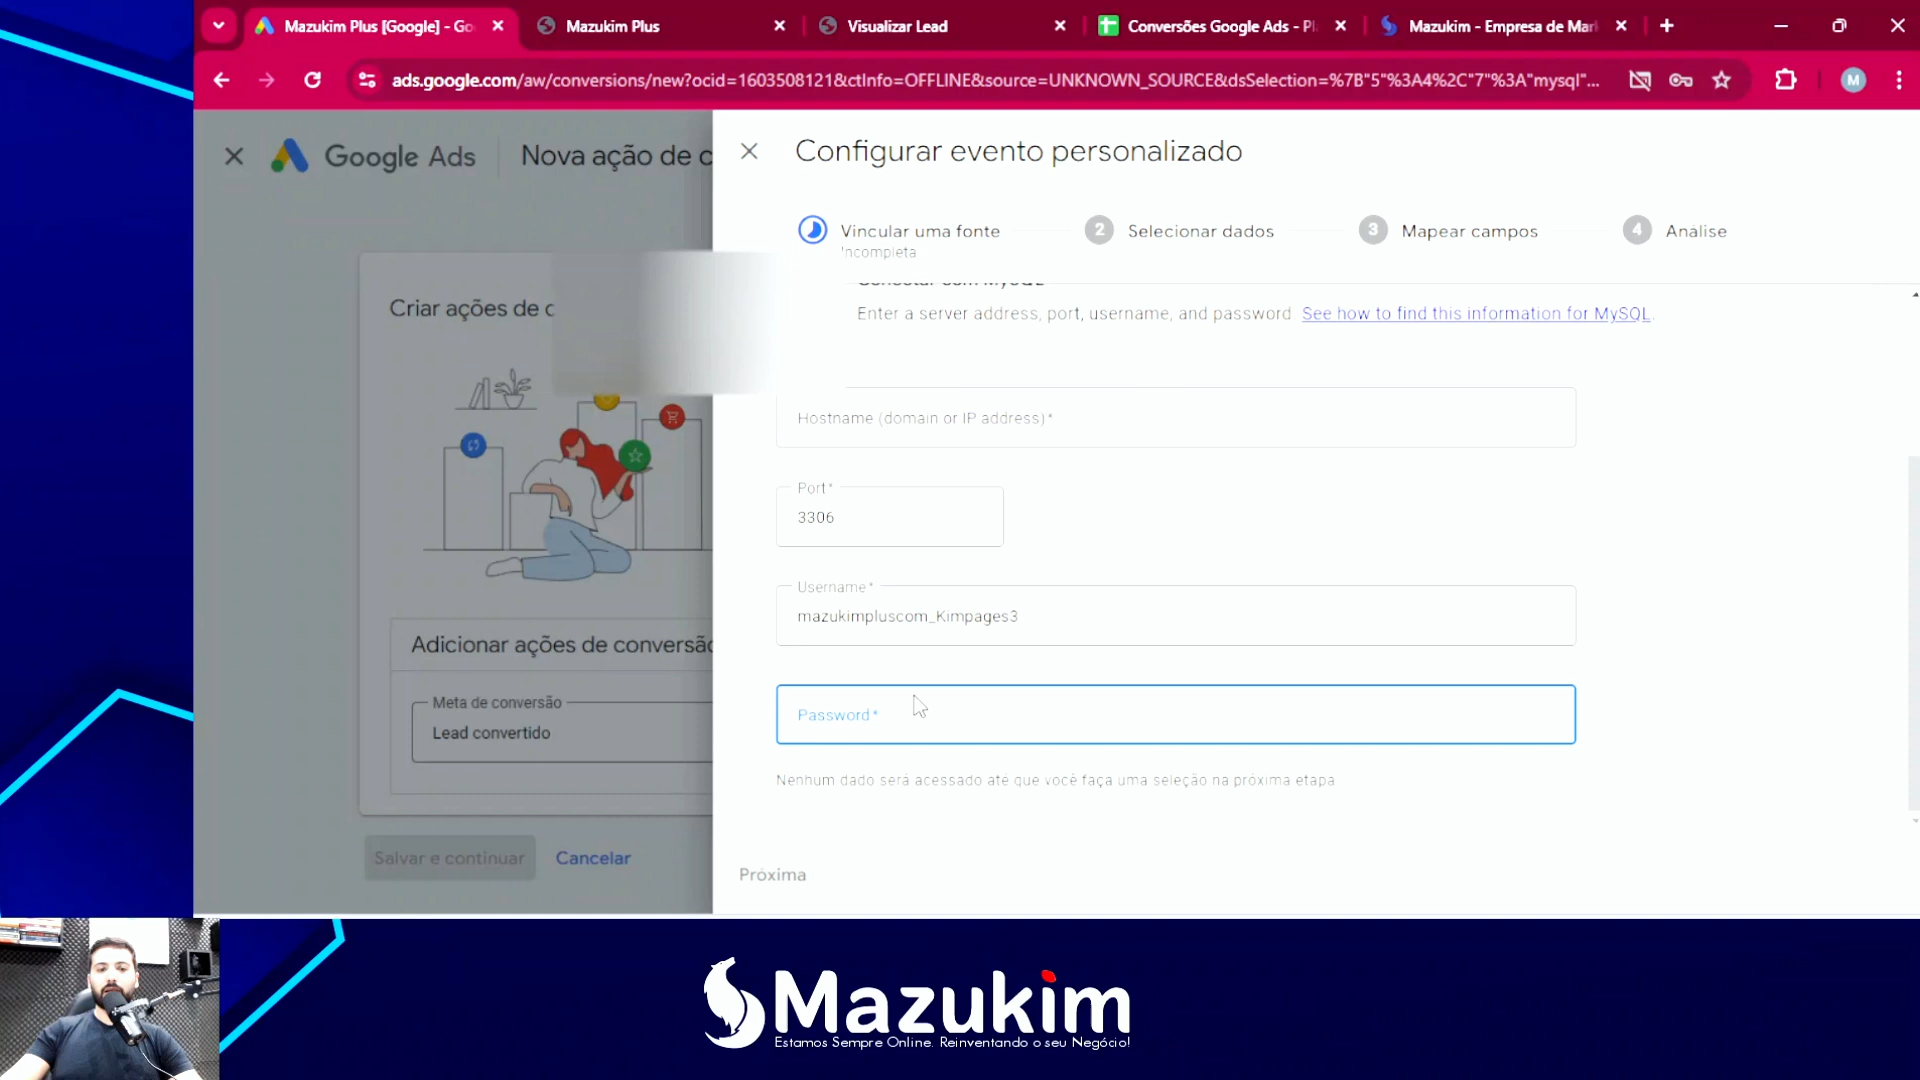 Mazukim Plus [Google] - Go
Mazukim Plus
Visualizar Lead
Conversões Google Ads - Pl
Mazukim - Empresa de Mar
ads.google.com/aw/conversions/new?ocid=1603508121&ctInfo=OFFLINE&source=UNKNOWN_SOURCE&dsSelection=%7B"5"%3A4%2C"7"%3A"mysql"...
M
Google Ads
Nova ação de c
Configurar evento personalizado
Vincular uma fonte
Incompleta
2 Selecionar dados
3 Mapear campos
4 Análise
Conectar com MySQL
Enter a server address, port, username, and password. See how to find this information for MySQL.
Criar ações de c
Hostname (domain or IP address)*
Port*
3306
Username*
mazukimpluscom_Kimpages3
Adicionar ações de conversão
Meta de conversão
Lead convertido
Password*
Nenhum dado será acessado até que você faça uma seleção na próxima etapa
Salvar e continuar
Cancelar
Próxima
Mazukim
Estamos Sempre Online. Reinventando o seu Negócio!